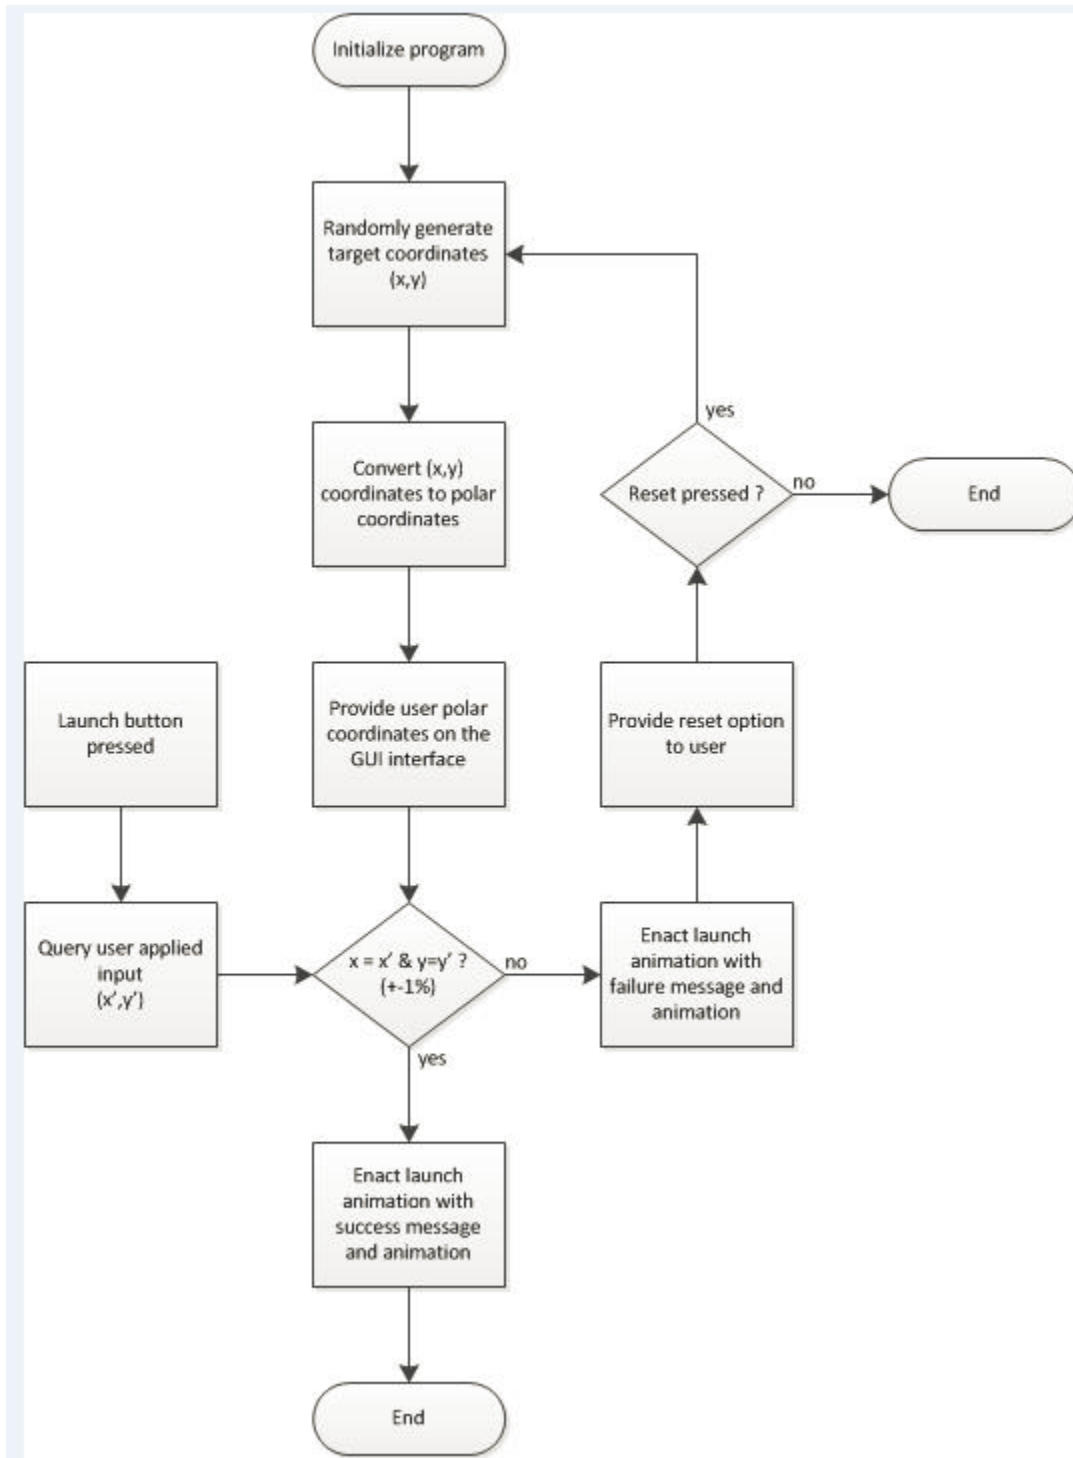 Initialize program
Randomly generate
target coordinates
(x,y)
yes
Convert (x,y)
coordinates to polar
coordinates
Reset pressed ?
no
End
Launch button
pressed
Provide user polar
coordinates on the
GUI interface
Provide reset option
to user
Query user applied
input
(x’,y’)
x = x’ & y=y’ ?
(+-1%)
no
Enact launch
animation with
failure message and
animation
yes
Enact launch
animation with
success message
and animation
End